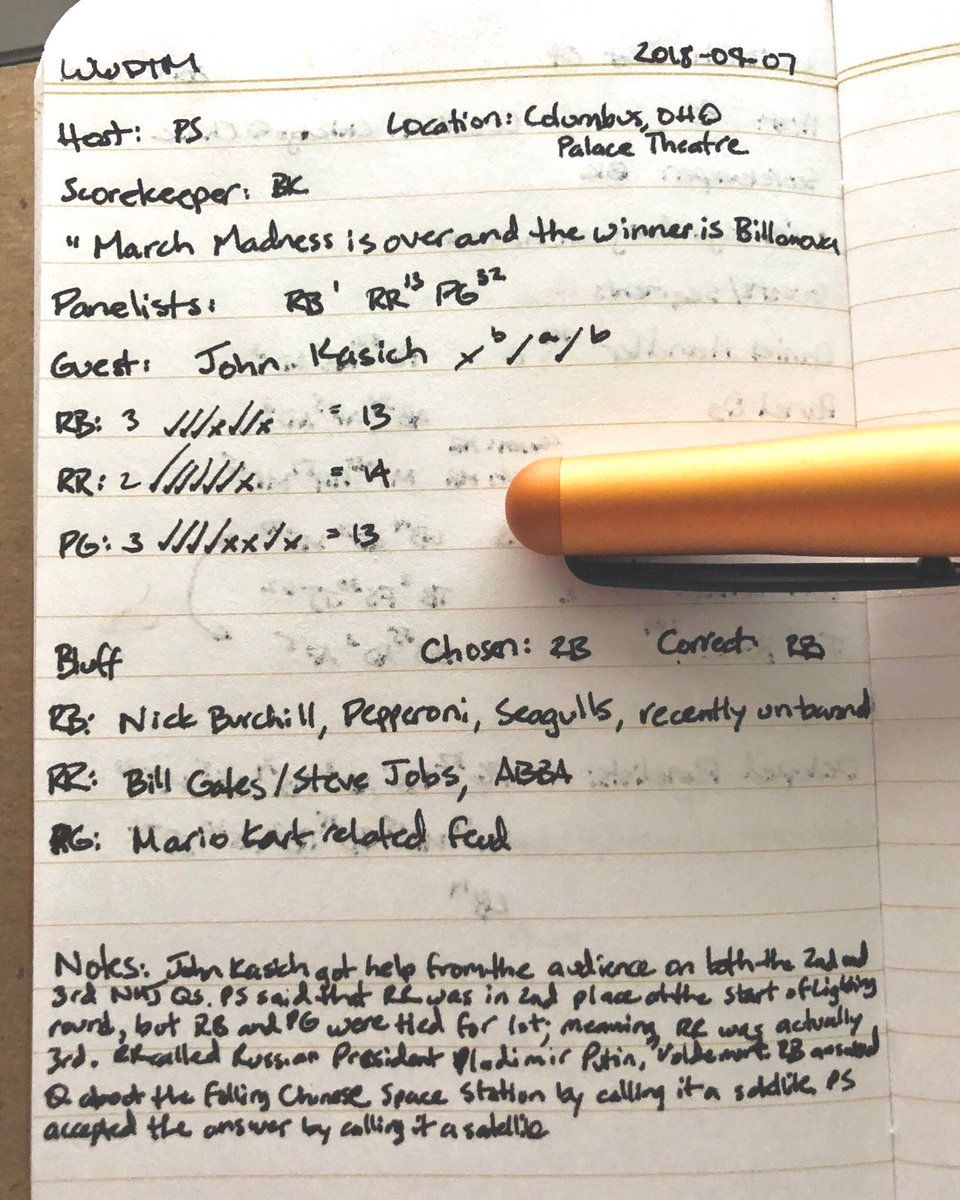 WWDTM 2018-04-07
Host: PS Location: Columbus, OHO
Palace Theatre
Scorekeeper: BK
"March Madness is over and the winner is Billanova
Panelists: RB¹ RR¹³ PG³²
Guest: John Kasich x ᵇ / ᵃ / ᵇ
RB: 3 ///x//x = 13
RR: 2 //////x = 14
PG: 3 ////xx/x = 13
Bluff Chosen: RB Correct: RB
RB: Nick Burchill, Pepperoni, Seagulls, recently unbanned
RR: Bill Gates/Steve Jobs, ABBA
PG: Mario Kart related feud
Notes: John Kasich got help from the audience on both the 2nd and
3rd NMJ Qs. PS said that RR was in 2nd place at the start of lighting
round, but RB and PG were tied for 1st; meaning, RR was actually
3rd. RR called Russian President Vladimir Putin, "Voldemort. RB answered
Q about the falling Chinese Space Station by calling it a satellite. PS
accepted the answer by calling it a satellite